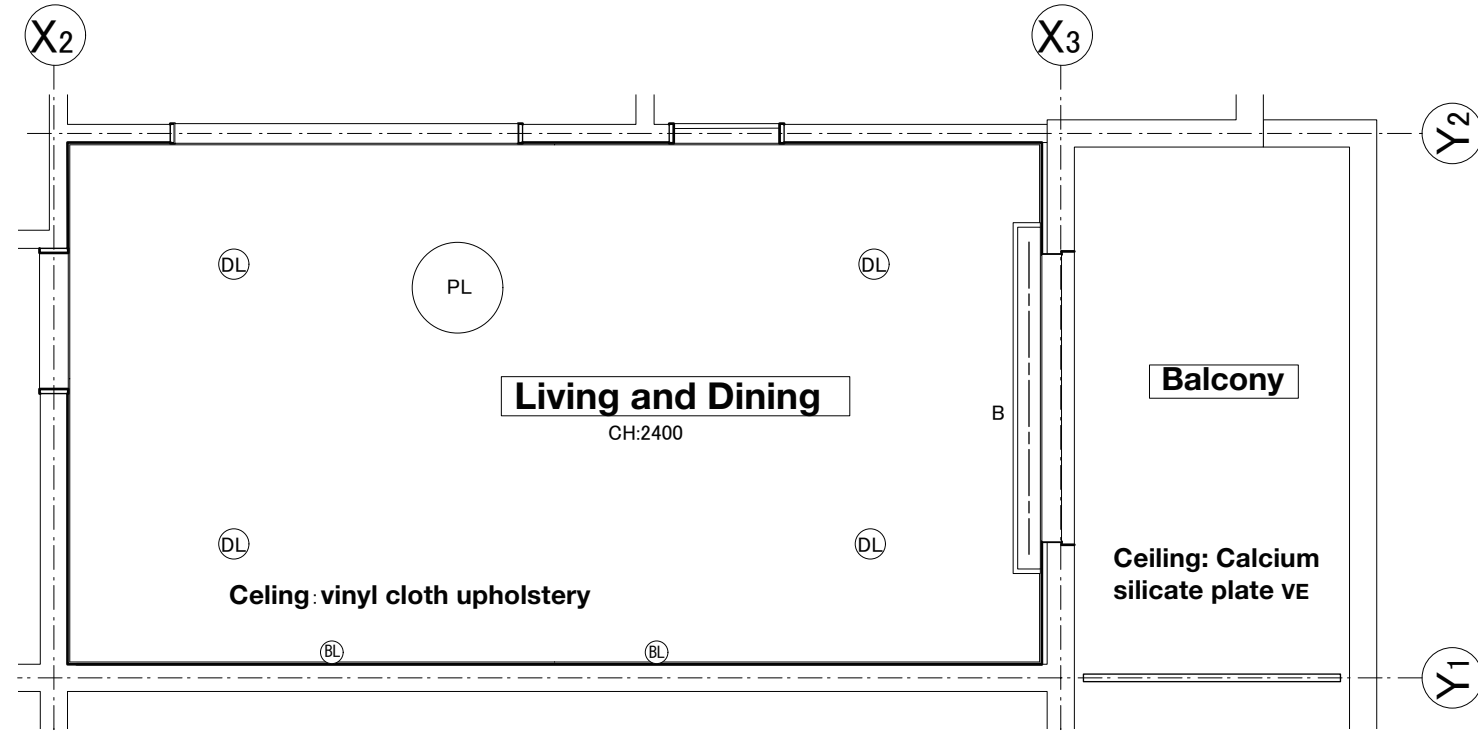 X2
X3
Y2
DL
DL
PL
Living and Dining
CH:2400
B
Balcony
DL
DL
Ceiling: Calcium
silicate plate VE
Celing:vinyl cloth upholstery
BL
BL
Y1